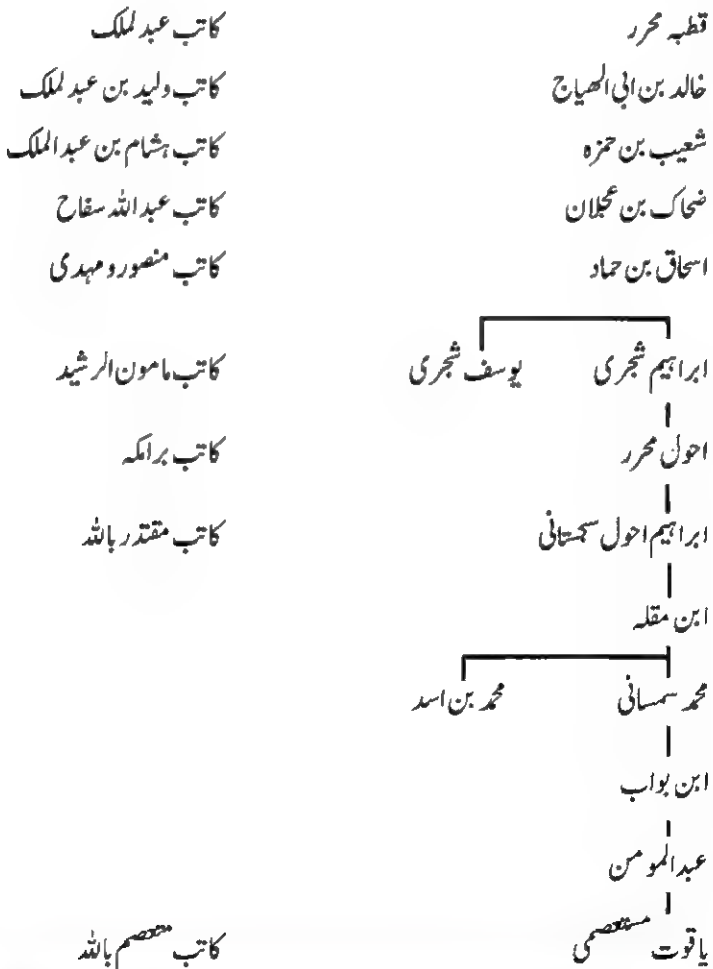 قطبہ محرر کاتب عبد لملک
خالد بن ابی الھیاج کاتب ولید بن عبد لملک
شعیب بن حمزہ کاتب ہشام بن عبد الملک
ضحاک بن عجلان کاتب عبد اللہ سفاح
اسحاق بن حماد کاتب منصور و مہدی
ابراہیم شجری یوسف شجری کاتب مامون الرشید
احول محرر کاتب برامکہ
ابراہیم احول سجستانی کاتب مقتدر باللہ
ابن مقلہ
محمد سمسانی محمد بن اسد
ابن بواب
عبد المومن
یاقوت مستعصمی کاتب متعصم باللہ